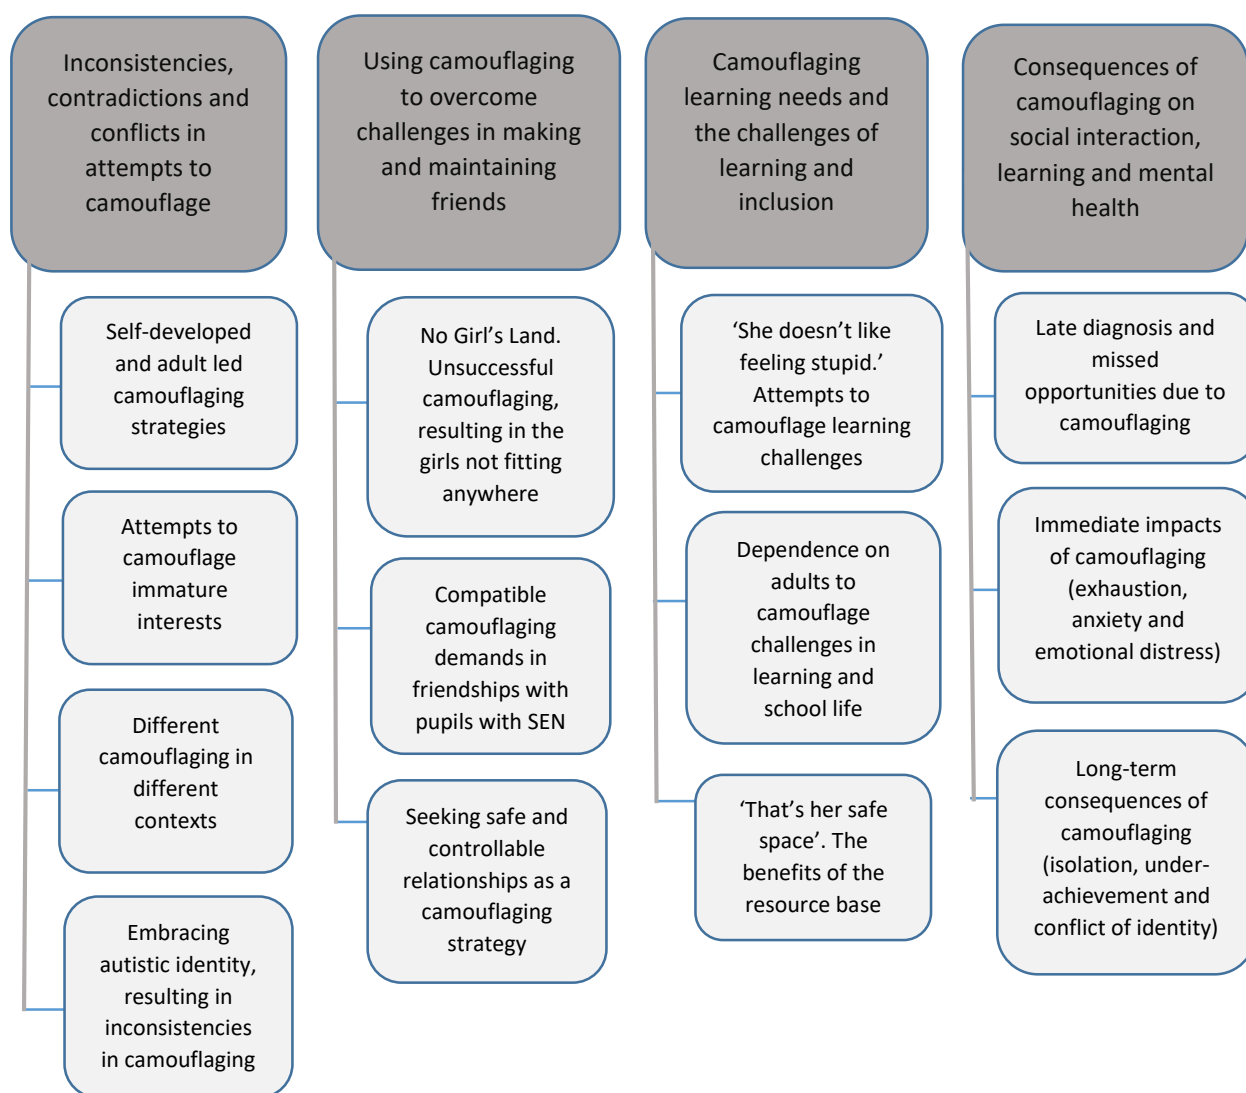 Inconsistencies,
contradictions and
conflicts in
attempts to
camouflage
Self-developed
and adult led
camouflaging
strategies
Attempts to
camouflage
immature
interests
Different
camouflaging in
different
contexts
Embracing
autistic identity,
resulting in
inconsistencies
in camouflaging
Using camouflaging
to overcome
challenges in making
and maintaining
friends
No Girl’s Land.
Unsuccessful
camouflaging,
resulting in the
girls not fitting
anywhere
Compatible
camouflaging
demands in
friendships with
pupils with SEN
Seeking safe and
controllable
relationships as a
camouflaging
strategy
Camouflaging
learning needs and
the challenges of
learning and
inclusion
‘She doesn’t like
feeling stupid.’
Attempts to
camouflage learning
challenges
Dependence on
adults to
camouflage
challenges in
learning and
school life
‘That’s her safe
space’. The
benefits of the
resource base
Consequences of
camouflaging on
social interaction,
learning and mental
health
Late diagnosis and
missed
opportunities due to
camouflaging
Immediate impacts
of camouflaging
(exhaustion,
anxiety and
emotional distress)
Long-term
consequences of
camouflaging
(isolation, under-
achievement and
conflict of identity)